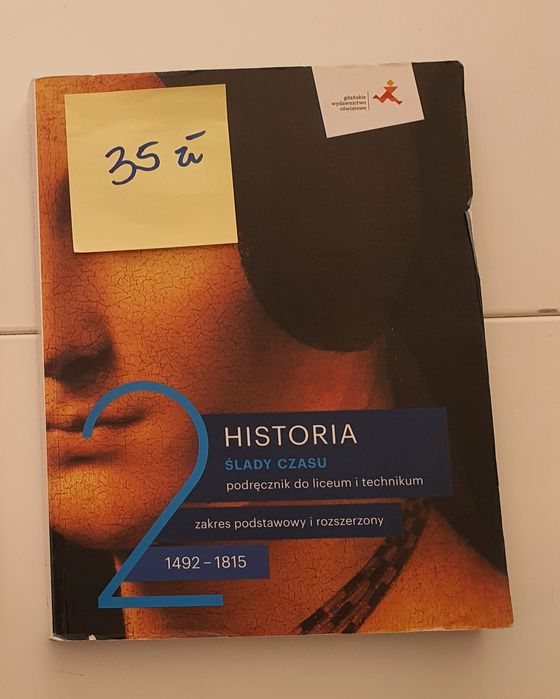 gdańskie
wydawnictwo
oświatowe
35 zł
2
HISTORIA
ŚLADY CZASU
podręcznik do liceum i technikum
zakres podstawowy i rozszerzony
1492 – 1815